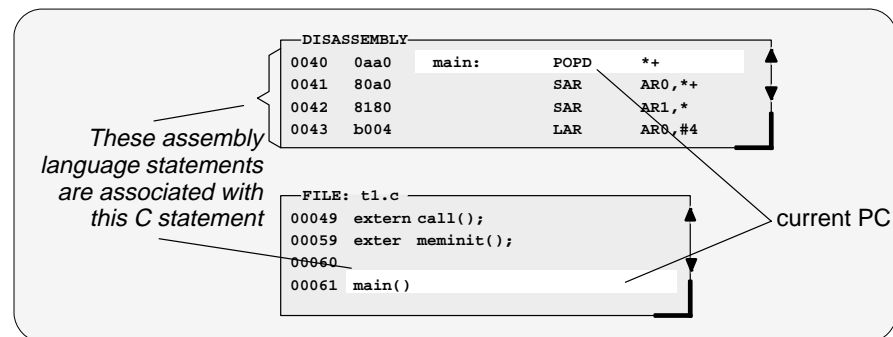 DISASSEMBLY
0040 0aa0 main: POPD *+
0041 80a0 SAR AR0,*+
0042 8180 SAR AR1,*
0043 b004 LAR AR0,#4
These assembly
language statements
are associated with
this C statement
FILE: t1.c
00049 extern call();
00059 exter meminit();
00060
00061 main()
current PC